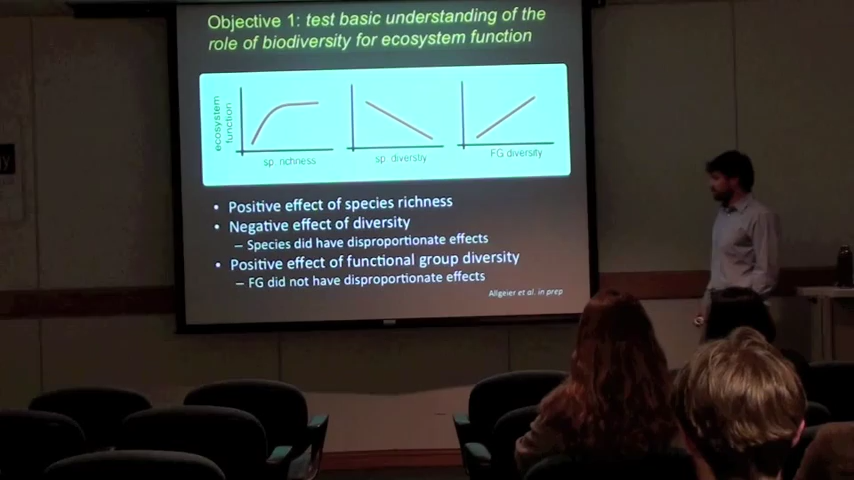 Objective 1: test basic understanding of the
role of biodiversity for ecosystem function
ecosystem
function
sp. richness
sp. diverstiy
FG diversity
• Positive effect of species richness
• Negative effect of diversity
– Species did have disproportionate effects
• Positive effect of functional group diversity
– FG did not have disproportionate effects
Allgeier et al. in prep